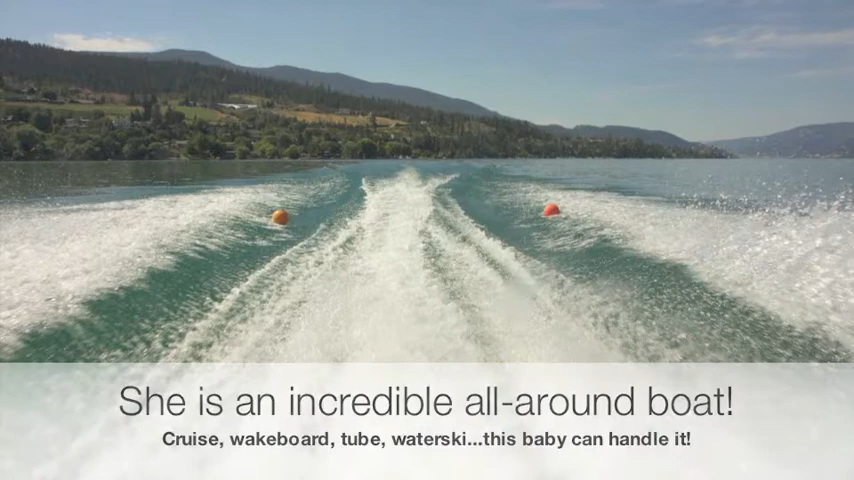 She is an incredible all-around boat!
Cruise, wakeboard, tube, waterski...this baby can handle it!